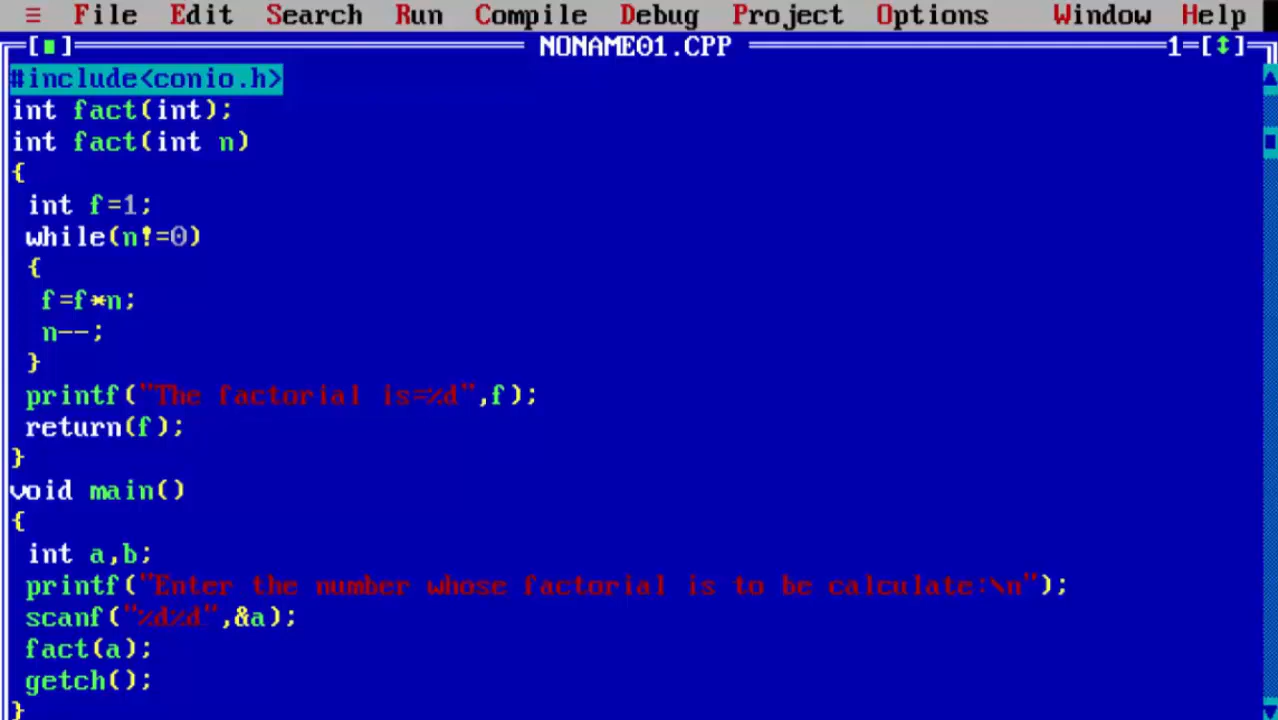 ≡ File Edit Search Run Compile Debug Project Options Window Help
[■] NONAME01.CPP 1=[↕]
#include<conio.h>
int fact(int);
int fact(int n)
{
int f=1;
while(n!=0)
{
f=f*n;
n--;
}
printf("The factorial is=%d",f);
return(f);
}
void main()
{
int a,b;
printf("Enter the number whose factorial is to be calculate:\n");
scanf("%d%d",&a);
fact(a);
getch();
}